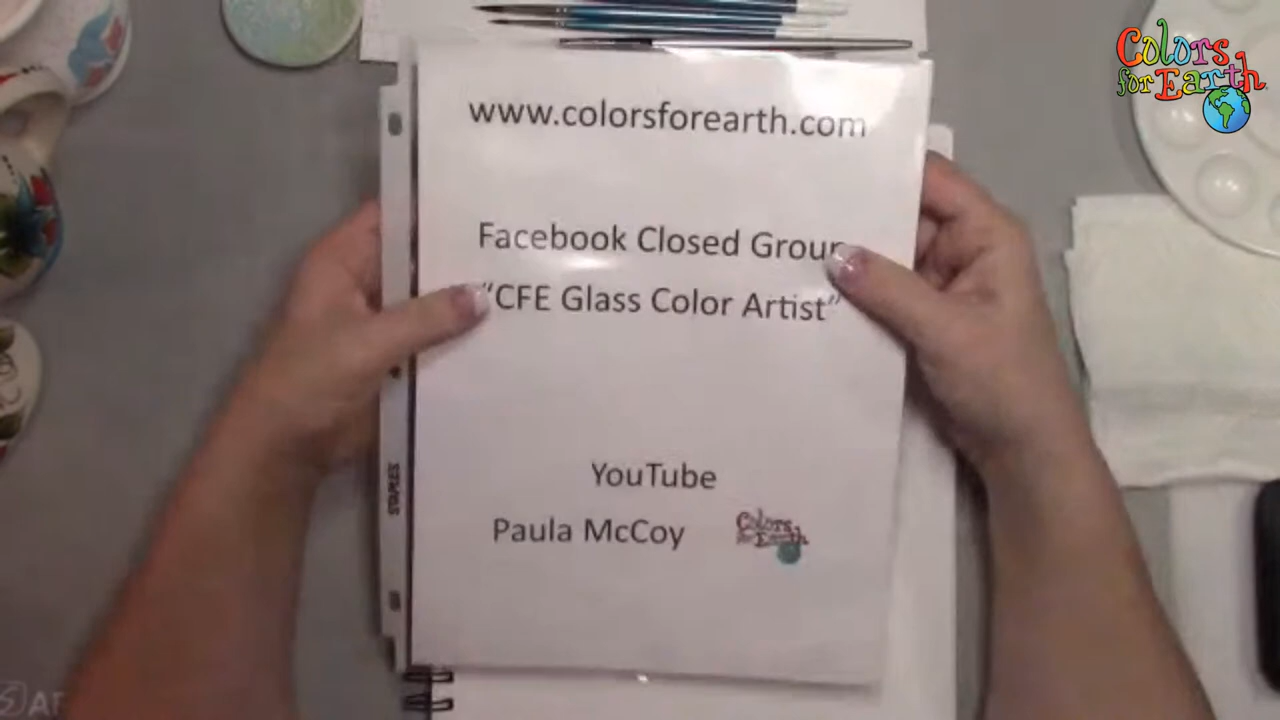 Colors
for Earth
www.colorsforearth.com
Facebook Closed Group
"CFE Glass Color Artist"
YouTube
Paula McCoy
Colors
for Earth
STAPLES